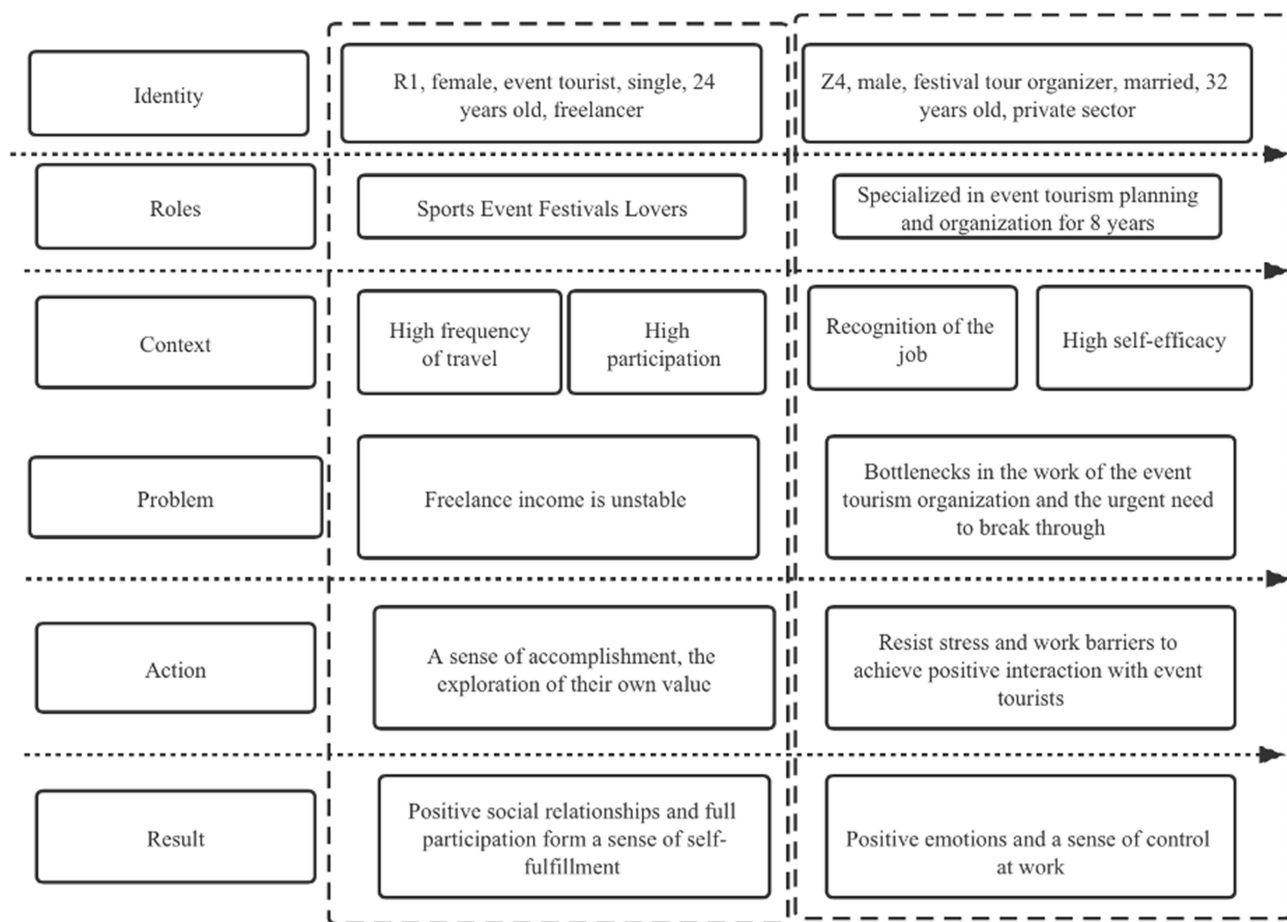 Identity
R1, female, event tourist, single, 24
years old, freelancer
Z4, male, festival tour organizer, married, 32
years old, private sector
Roles
Sports Event Festivals Lovers
Specialized in event tourism planning
and organization for 8 years
Context
High frequency
of travel
High
participation
Recognition of the
job
High self-efficacy
Problem
Freelance income is unstable
Bottlenecks in the work of the event
tourism organization and the urgent need
to break through
Action
A sense of accomplishment, the
exploration of their own value
Resist stress and work barriers to
achieve positive interaction with event
tourists
Result
Positive social relationships and full
participation form a sense of self-
fulfillment
Positive emotions and a sense of control
at work